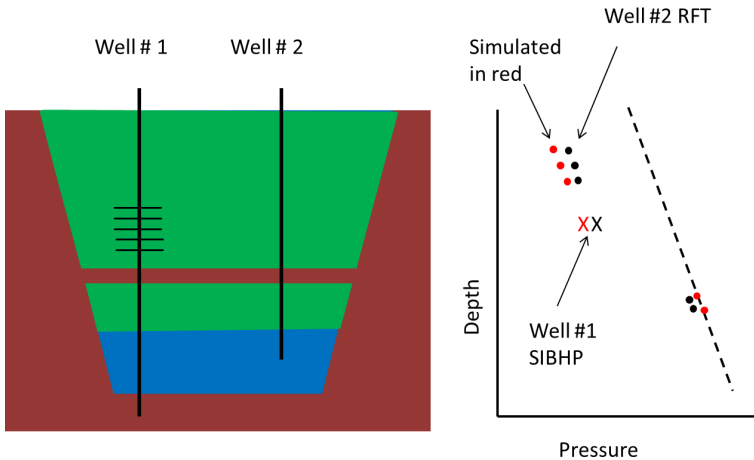 Well # 1
Well # 2
Well #2 RFT
Simulated
in red
X X
Well #1
SIBHP
Depth
Pressure